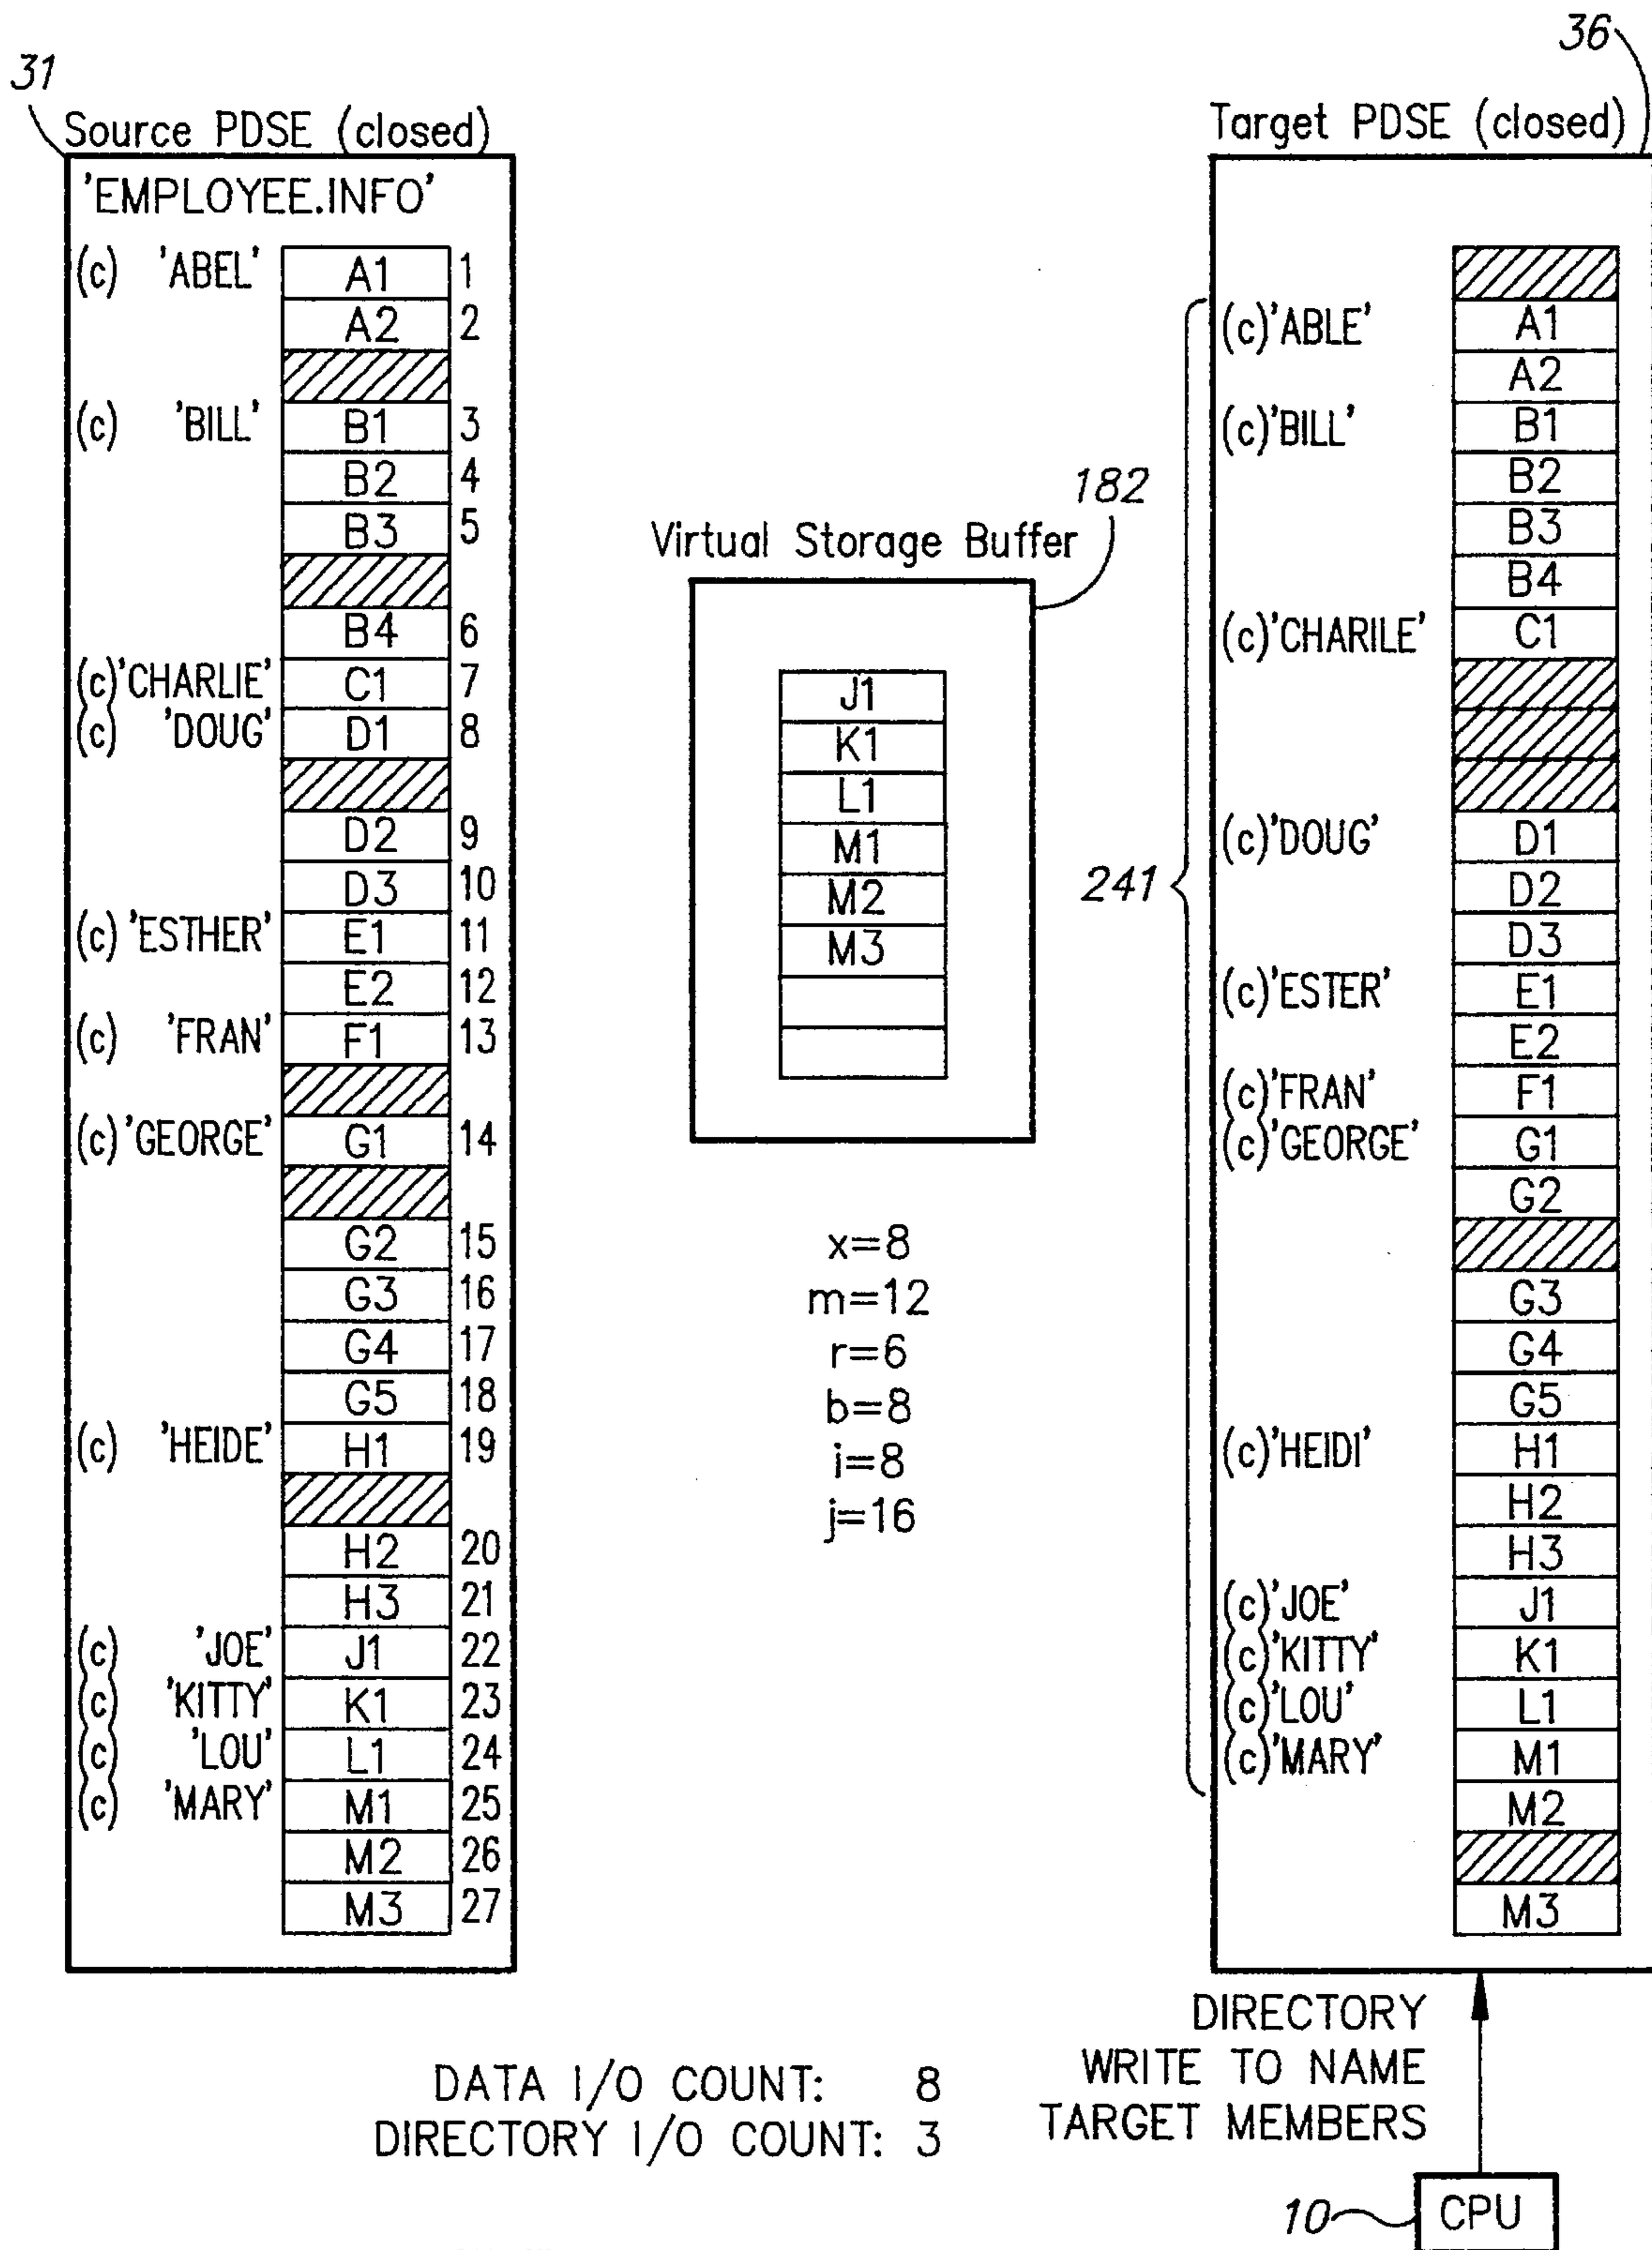 36
31
Source PDSE (closed)
'EMPLOYEE.INFO'
(c) 'ABEL' A1 1
A2 2
(c) 'BILL' B1 3
B2 4
B3 5
B4 6
(c) 'CHARLIE' C1 7
(c) 'DOUG' D1 8
D2 9
D3 10
(c) 'ESTHER' E1 11
E2 12
(c) 'FRAN' F1 13
(c) 'GEORGE' G1 14
G2 15
G3 16
G4 17
G5 18
(c) 'HEIDE' H1 19
H2 20
H3 21
(c) 'JOE' J1 22
(c) 'KITTY' K1 23
(c) 'LOU' L1 24
(c) 'MARY' M1 25
M2 26
M3 27
182
Virtual Storage Buffer
J1
K1
L1
M1
M2
M3
x=8
m=12
r=6
b=8
i=8
j=16
Target PDSE (closed)
241
(c) 'ABLE' A1
A2
(c) 'BILL' B1
B2
B3
B4
(c) 'CHARILE' C1
(c) 'DOUG' D1
D2
D3
(c) 'ESTER' E1
E2
(c) 'FRAN' F1
(c) 'GEORGE' G1
G2
G3
G4
G5
(c) 'HEIDI' H1
H2
H3
(c) 'JOE' J1
(c) 'KITTY' K1
(c) 'LOU' L1
(c) 'MARY' M1
M2
M3
DATA I/O COUNT: 8
DIRECTORY I/O COUNT: 3
DIRECTORY
WRITE TO NAME
TARGET MEMBERS
10 CPU